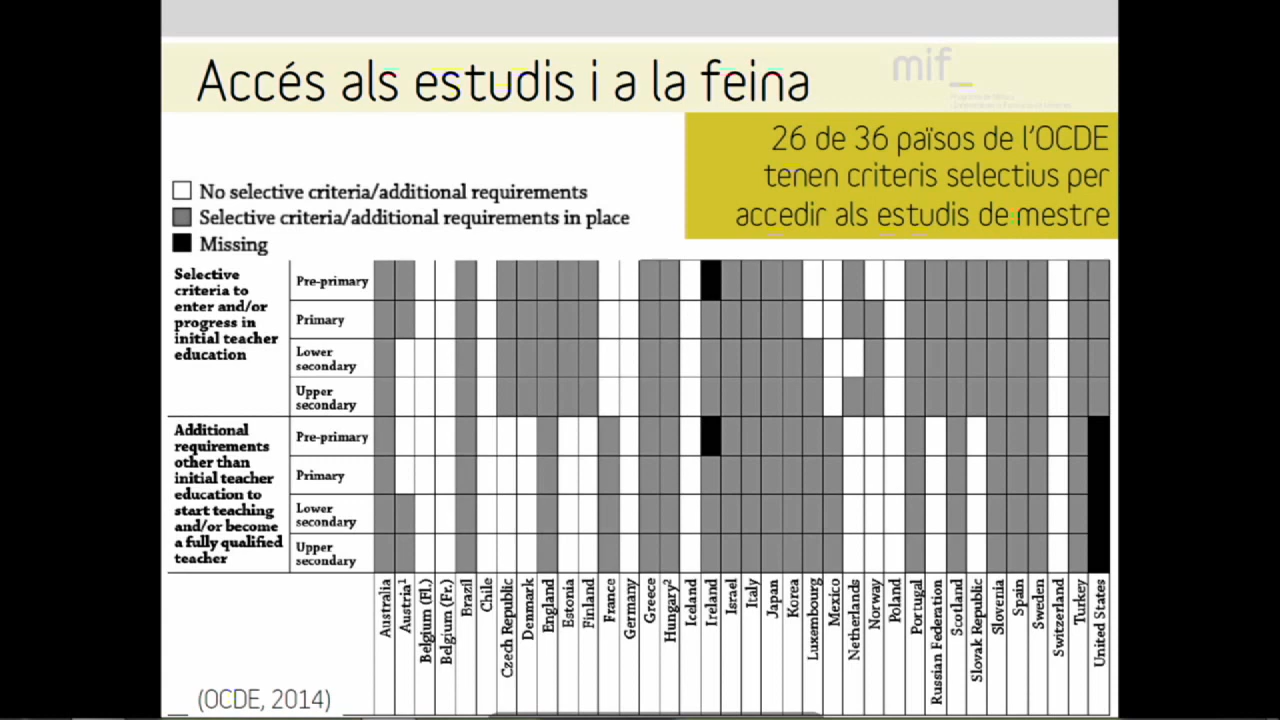 Accés als estudis i a la feina
mif_
26 de 36 països de l'OCDE
tenen criteris selectius per
accedir als estudis de mestre
No selective criteria/additional requirements
Selective criteria/additional requirements in place
Missing
Selective
criteria to
enter and/or
progress in
initial teacher
education
Pre-primary
Primary
Lower
secondary
Upper
secondary
Additional
requirements
other than
initial teacher
education to
start teaching
and/or become
a fully qualified
teacher
Pre-primary
Primary
Lower
secondary
Upper
secondary
Australia
Austria¹
Belgium (Fl.)
Belgium (Fr.)
Brazil
Chile
Czech Republic
Denmark
England
Estonia
Finland
France
Germany
Greece
Hungary²
Iceland
Ireland
Israel
Italy
Japan
Korea
Luxembourg
Mexico
Netherlands
Norway
Poland
Portugal
Russian Federation
Scotland
Slovak Republic
Slovenia
Spain
Sweden
Switzerland
Turkey
United States
(OCDE, 2014)